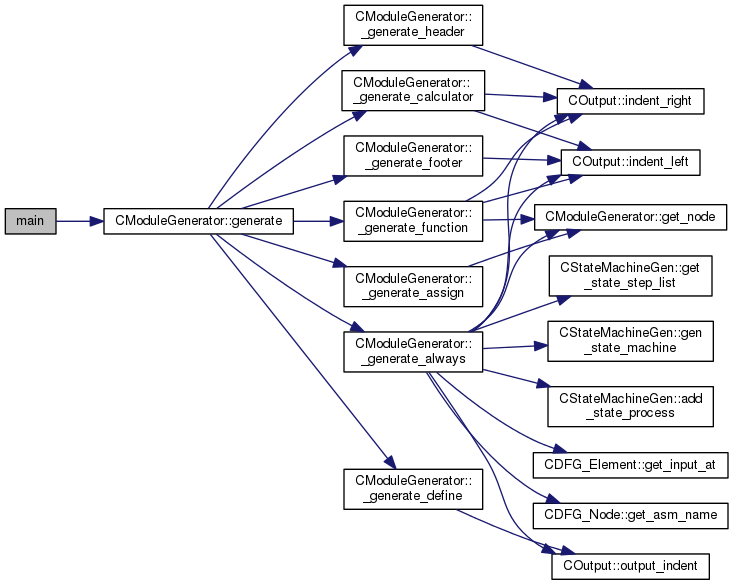 main
CModuleGenerator::generate
CModuleGenerator::
_generate_header
CModuleGenerator::
_generate_calculator
CModuleGenerator::
_generate_footer
CModuleGenerator::
_generate_function
CModuleGenerator::
_generate_assign
CModuleGenerator::
_generate_always
CModuleGenerator::
_generate_define
COutput::indent_right
COutput::indent_left
CModuleGenerator::get_node
CStateMachineGen::get
_state_step_list
CStateMachineGen::gen
_state_machine
CStateMachineGen::add
_state_process
CDFG_Element::get_input_at
CDFG_Node::get_asm_name
COutput::output_indent